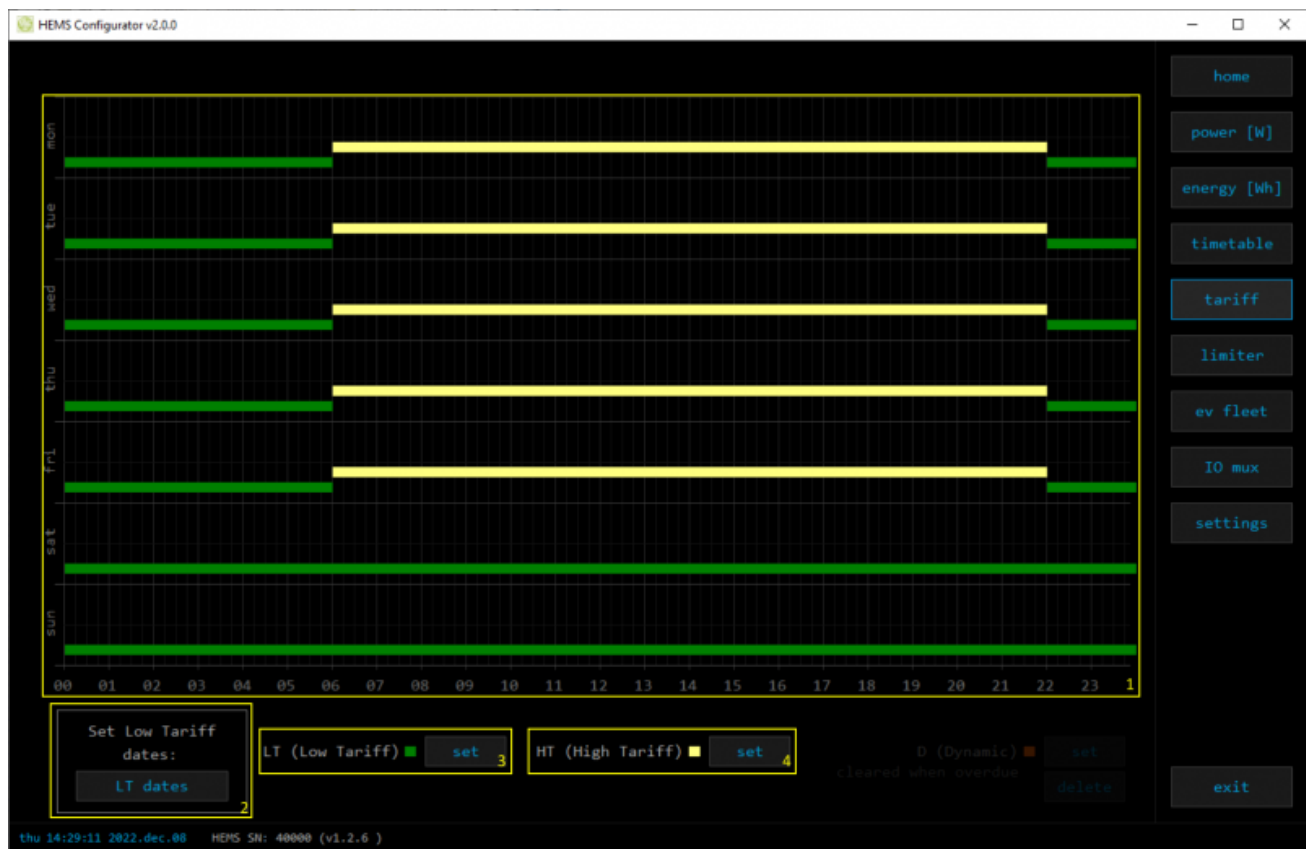 HEMS Configurator v2.0.0
home
power [W]
energy [Wh]
timetable
tariff
limiter
ev fleet
IO mux
settings
exit
mon
tue
wed
thu
fri
sat
sun
00 01 02 03 04 05 06 07 08 09 10 11 12 13 14 15 16 17 18 19 20 21 22 23 1
Set Low Tariff
dates:
LT dates
2
LT (Low Tariff) set 3
HT (High Tariff) set 4
D (Dynamic) set
cleared when overdue
delete
thu 14:29:11 2022.dec.08 HEMS SN: 40000 (v1.2.6 )